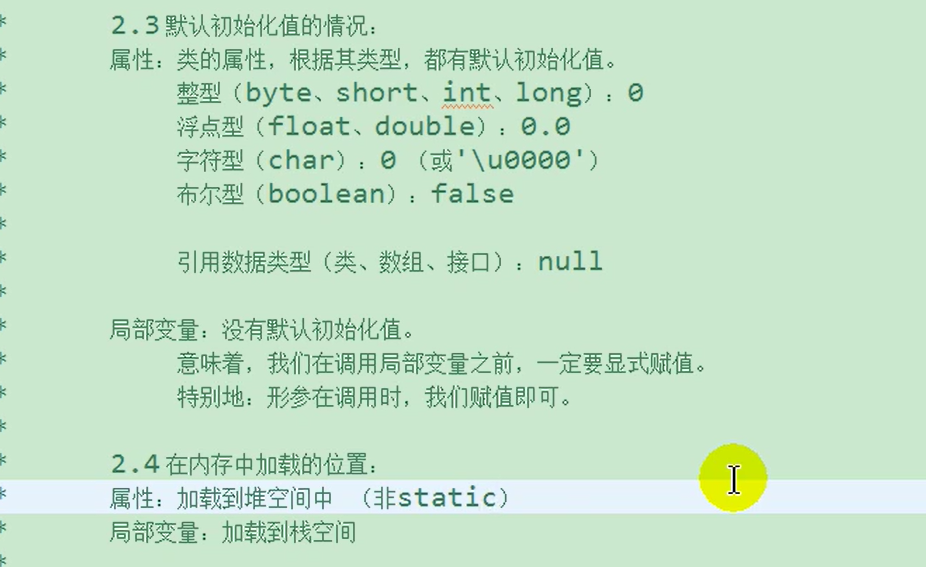 * 2.3 默认初始化值的情况:
* 属性：类的属性，根据其类型，都有默认初始化值。
* 整型（byte、short、int、long）：0
* 浮点型（float、double）：0.0
* 字符型（char）：0 （或'\u0000'）
* 布尔型（boolean）：false
*
* 引用数据类型（类、数组、接口）：null
*
* 局部变量：没有默认初始化值。
* 意味着，我们在调用局部变量之前，一定要显式赋值。
* 特别地：形参在调用时，我们赋值即可。
*
* 2.4 在内存中加载的位置:
* 属性：加载到堆空间中 （非static）
* 局部变量：加载到栈空间
*